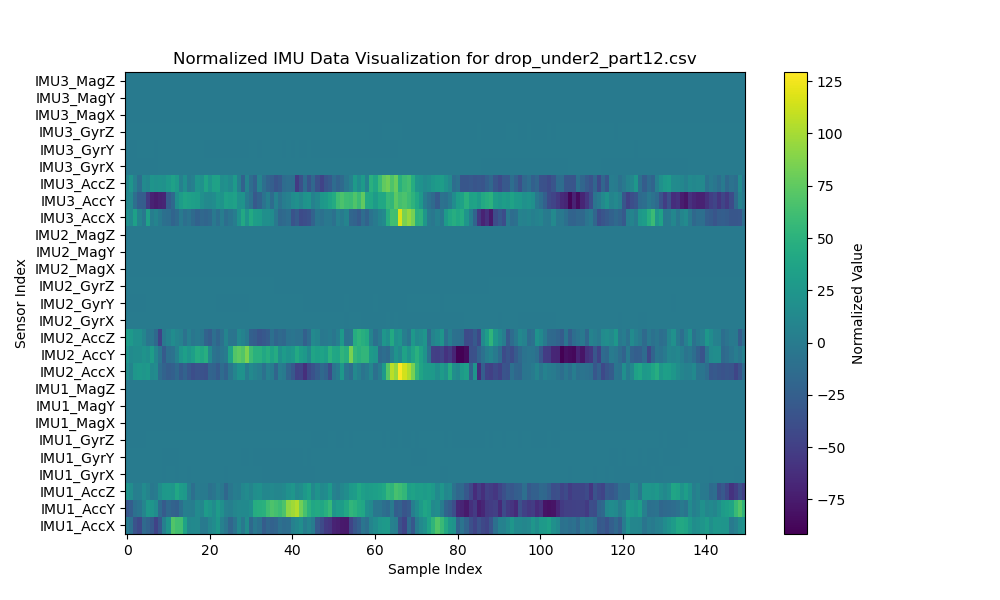 Normalized IMU Data Visualization for drop_under2_part12.csv
IMU3_MagZ
IMU3_MagY
IMU3_MagX
IMU3_GyrZ
IMU3_GyrY
IMU3_GyrX
IMU3_AccZ
IMU3_AccY
IMU3_AccX
IMU2_MagZ
IMU2_MagY
IMU2_MagX
IMU2_GyrZ
IMU2_GyrY
IMU2_GyrX
IMU2_AccZ
IMU2_AccY
IMU2_AccX
IMU1_MagZ
IMU1_MagY
IMU1_MagX
IMU1_GyrZ
IMU1_GyrY
IMU1_GyrX
IMU1_AccZ
IMU1_AccY
IMU1_AccX
Sensor Index
0 20 40 60 80 100 120 140
Sample Index
125
100
75
50
25
0
−25
−50
−75
Normalized Value